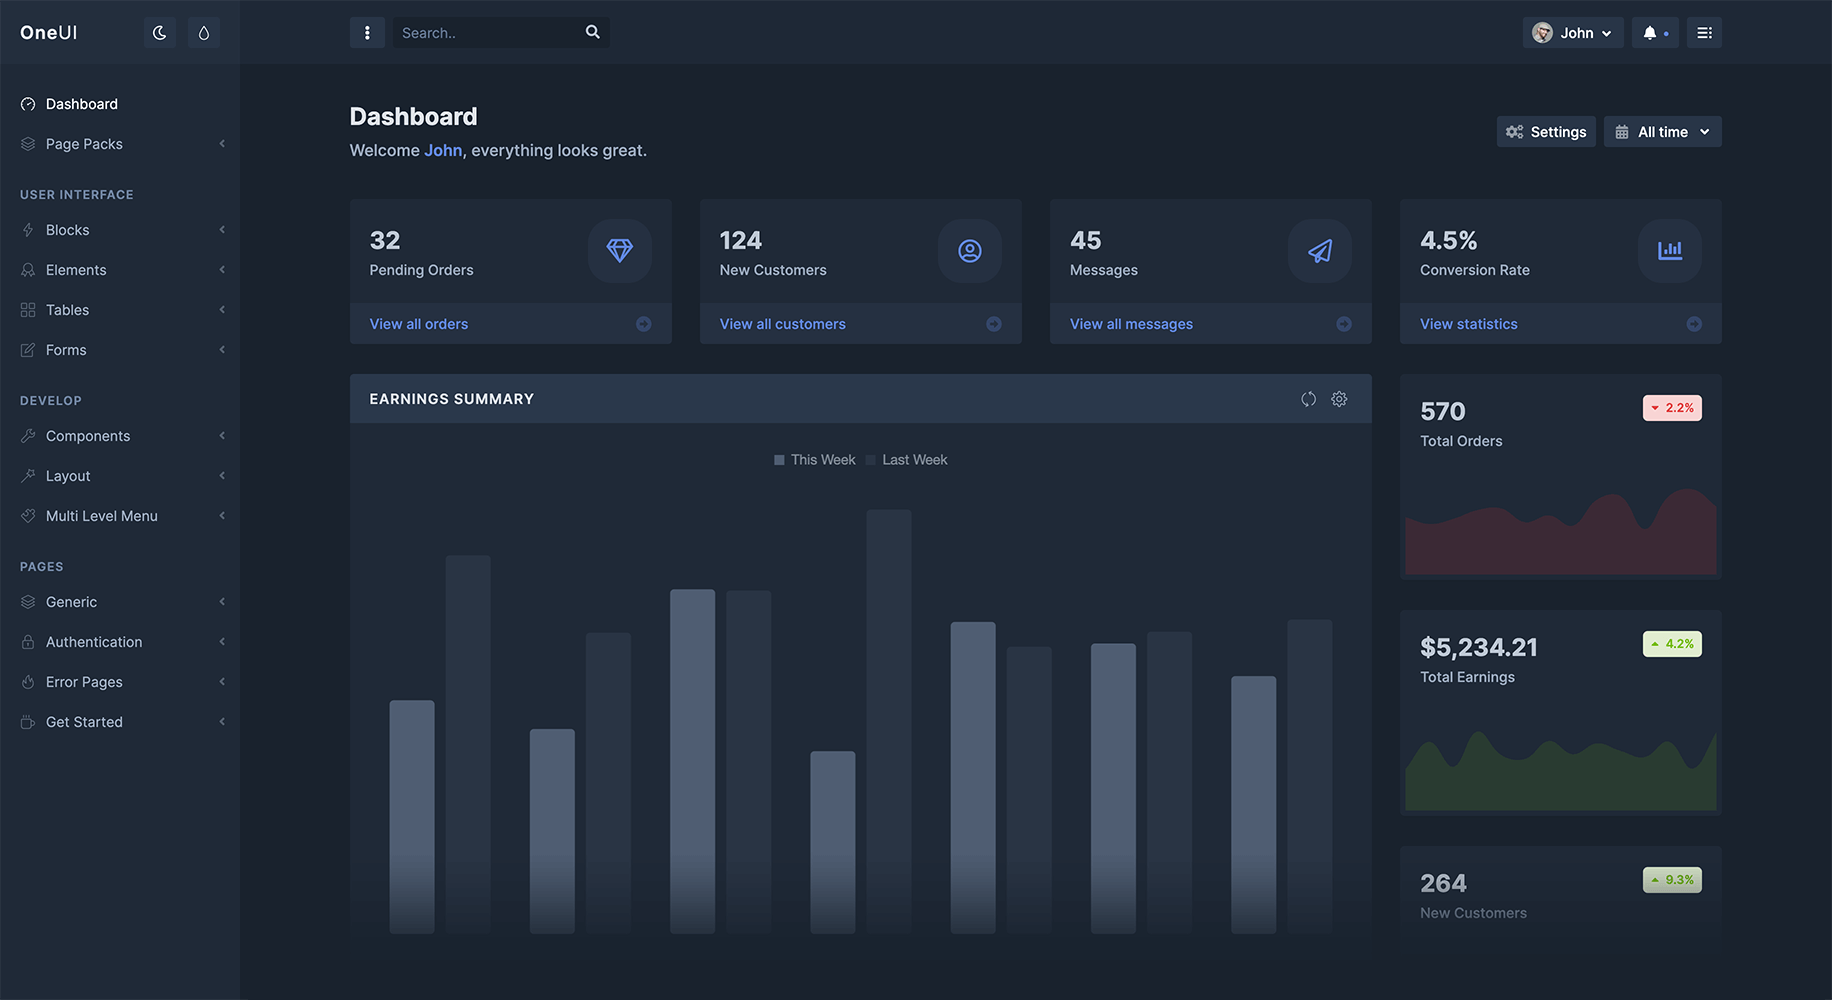 OneUI
Search..
John
Dashboard
Page Packs
USER INTERFACE
Blocks
Elements
Tables
Forms
DEVELOP
Components
Layout
Multi Level Menu
PAGES
Generic
Authentication
Error Pages
Get Started
Dashboard
Welcome John, everything looks great.
Settings
All time
32
Pending Orders
View all orders
124
New Customers
View all customers
45
Messages
View all messages
4.5%
Conversion Rate
View statistics
EARNINGS SUMMARY
This Week
Last Week
570
2.2%
Total Orders
$5,234.21
4.2%
Total Earnings
264
9.3%
New Customers